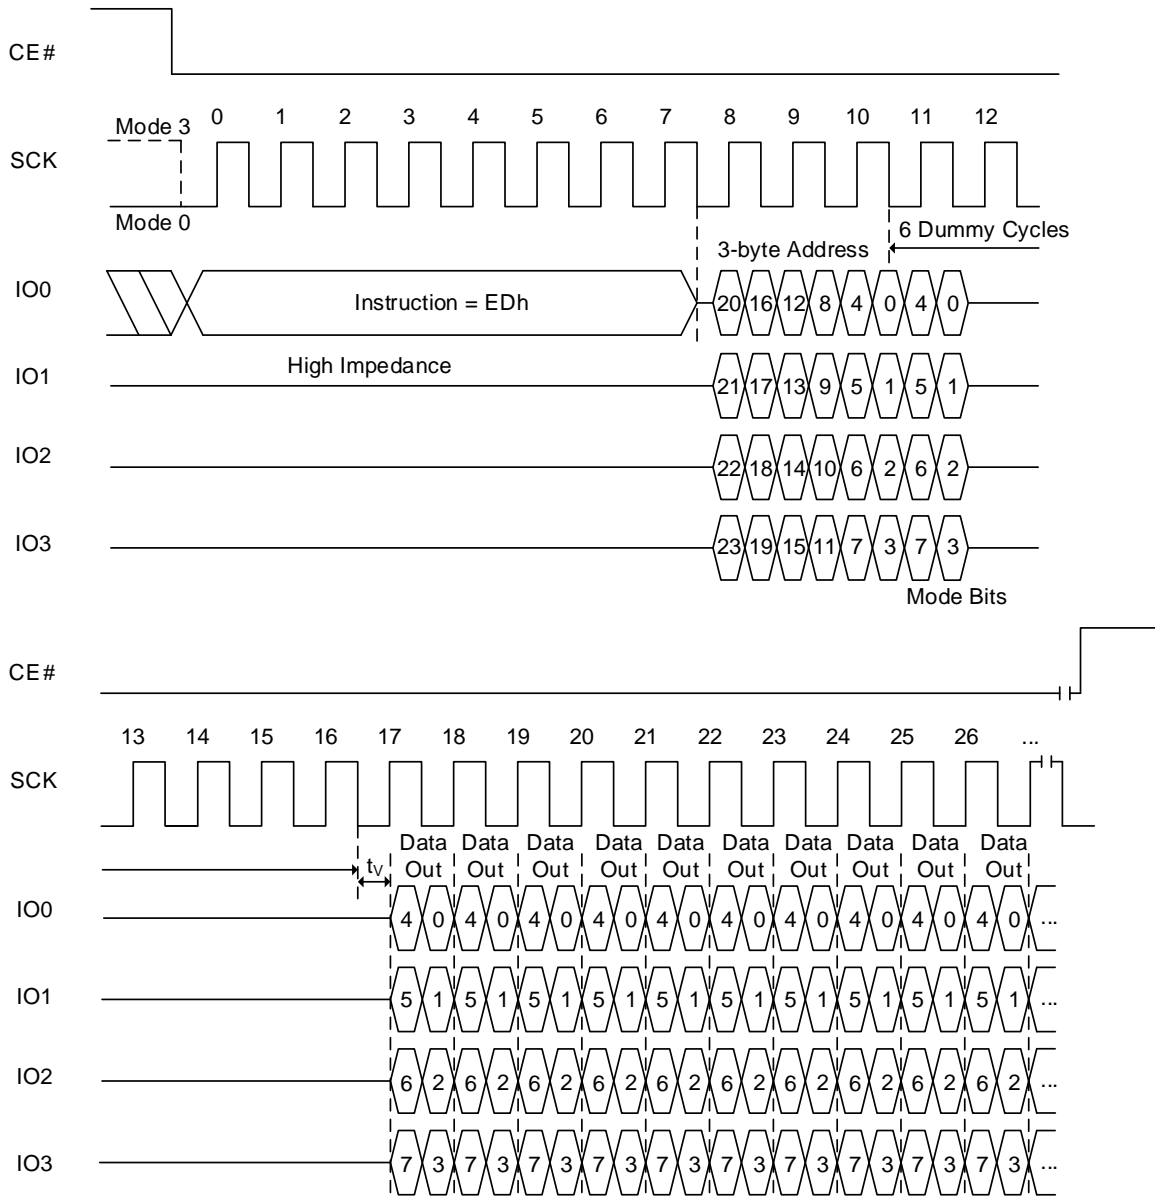 CE#
Mode 3 0 1 2 3 4 5 6 7 8 9 10 11 12
SCK
Mode 0
6 Dummy Cycles
3-byte Address
IO0 Instruction = EDh 20 16 12 8 4 0 4 0
High Impedance
IO1 21 17 13 9 5 1 5 1
IO2 22 18 14 10 6 2 6 2
IO3 23 19 15 11 7 3 7 3
Mode Bits
CE#
13 14 15 16 17 18 19 20 21 22 23 24 25 26 ...
SCK
Data Data Data Data Data Data Data Data Data Data
tV Out Out Out Out Out Out Out Out Out Out
IO0 4 0 4 0 4 0 4 0 4 0 4 0 4 0 4 0 4 0 4 0 ...
IO1 5 1 5 1 5 1 5 1 5 1 5 1 5 1 5 1 5 1 5 1 ...
IO2 6 2 6 2 6 2 6 2 6 2 6 2 6 2 6 2 6 2 6 2 ...
IO3 7 3 7 3 7 3 7 3 7 3 7 3 7 3 7 3 7 3 7 3 ...